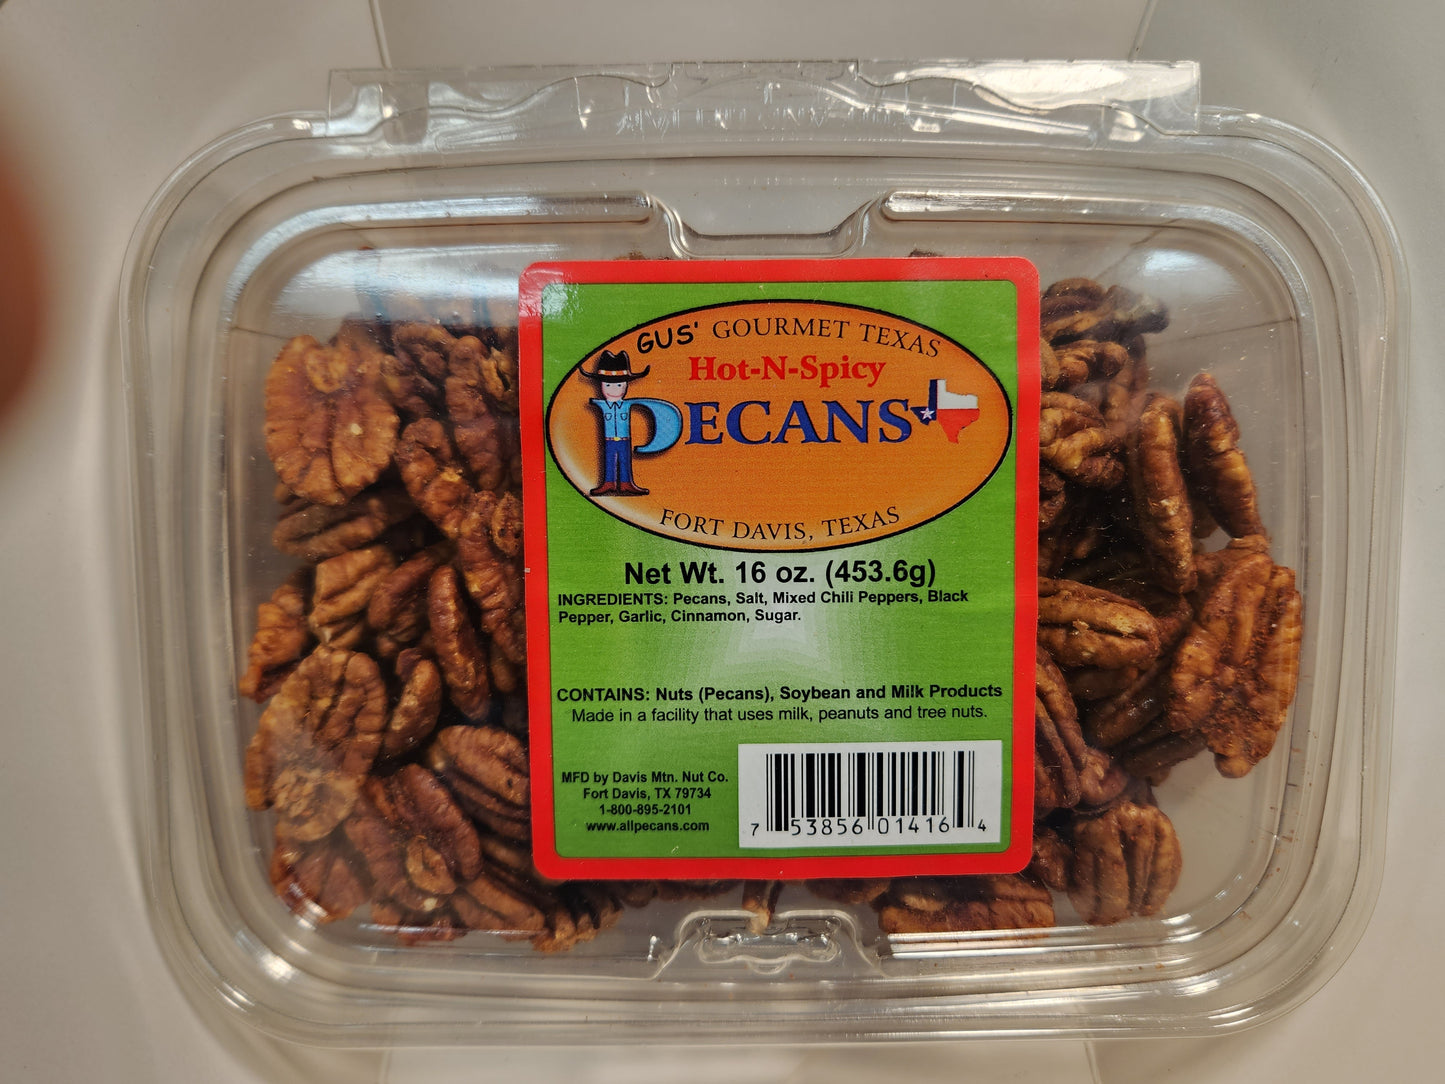 GUS' GOURMET TEXAS
Hot-N-Spicy
PECANS
FORT DAVIS, TEXAS
Net Wt. 16 oz. (453.6g)
INGREDIENTS: Pecans, Salt, Mixed Chili Peppers, Black
Pepper, Garlic, Cinnamon, Sugar.
CONTAINS: Nuts (Pecans), Soybean and Milk Products
Made in a facility that uses milk, peanuts and tree nuts.
MFD by Davis Mtn. Nut Co.
Fort Davis, TX 79734
1-800-895-2101
www.allpecans.com
7 53856 01416 4